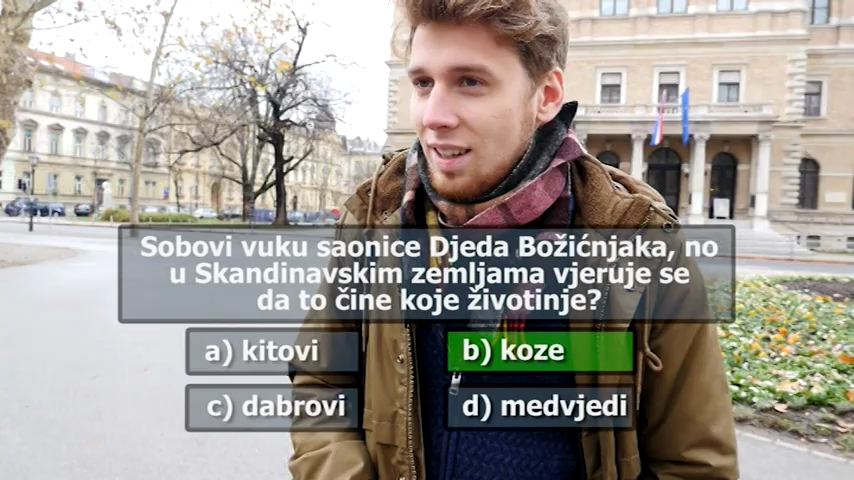 Sobovi vuku saonice Djeda Božićnjaka, no
u Skandinavskim zemljama vjeruje se
da to čine koje životinje?
a) kitovi
b) koze
c) dabrovi
d) medvjedi